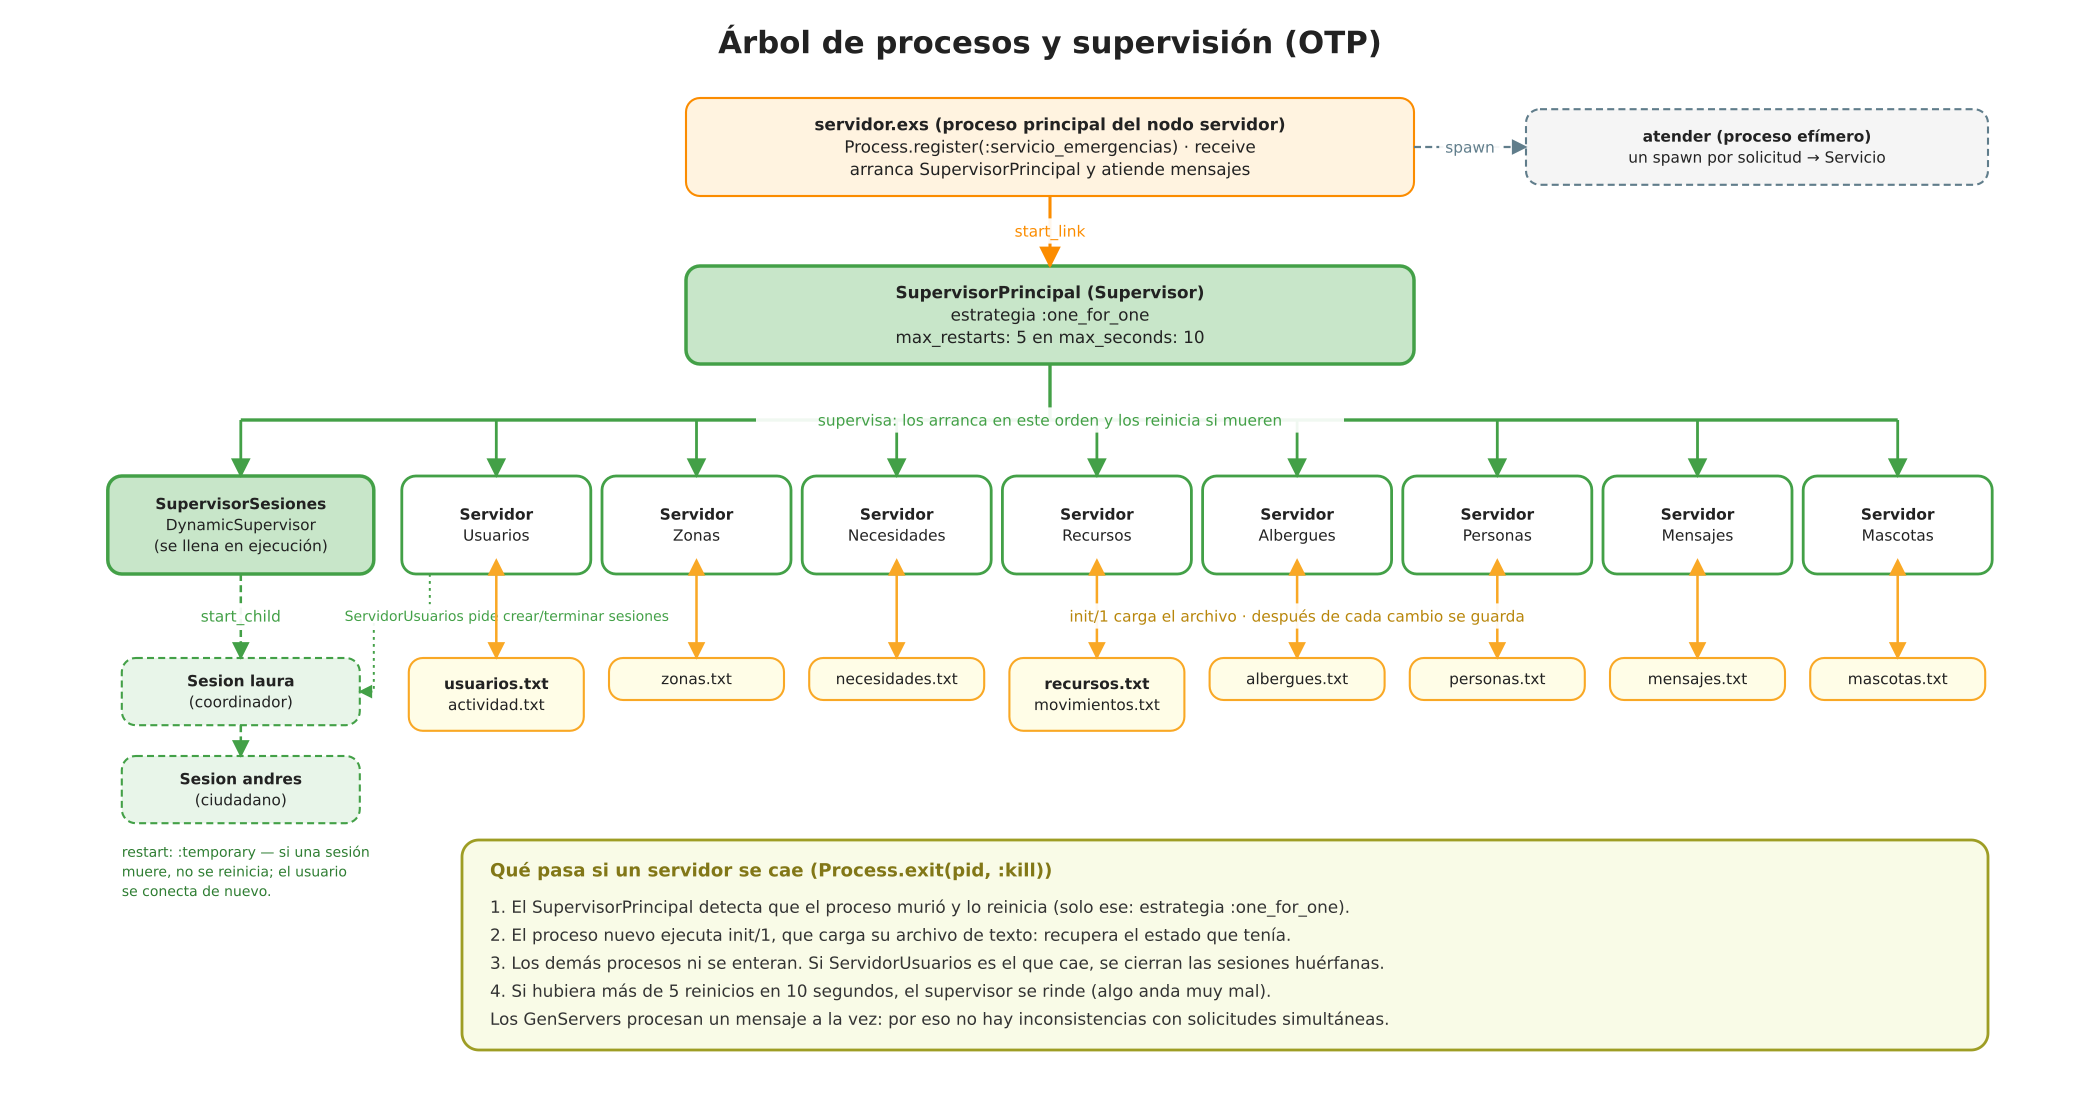 Árbol de procesos y supervisión (OTP)
servidor.exs (proceso principal del nodo servidor)
Process.register(:servicio_emergencias) · receive
arranca SupervisorPrincipal y atiende mensajes
spawn
atender (proceso efímero)
un spawn por solicitud → Servicio
start_link
SupervisorPrincipal (Supervisor)
estrategia :one_for_one
max_restarts: 5 en max_seconds: 10
supervisa: los arranca en este orden y los reinicia si mueren
SupervisorSesiones
DynamicSupervisor
(se llena en ejecución)
Servidor
Usuarios
Servidor
Zonas
Servidor
Necesidades
Servidor
Recursos
Servidor
Albergues
Servidor
Personas
Servidor
Mensajes
Servidor
Mascotas
start_child
ServidorUsuarios pide crear/terminar sesiones
init/1 carga el archivo · después de cada cambio se guarda
Sesion laura
(coordinador)
usuarios.txt
actividad.txt
zonas.txt
necesidades.txt
recursos.txt
movimientos.txt
albergues.txt
personas.txt
mensajes.txt
mascotas.txt
Sesion andres
(ciudadano)
restart: :temporary — si una sesión
muere, no se reinicia; el usuario
se conecta de nuevo.
Qué pasa si un servidor se cae (Process.exit(pid, :kill))
1. El SupervisorPrincipal detecta que el proceso murió y lo reinicia (solo ese: estrategia :one_for_one).
2. El proceso nuevo ejecuta init/1, que carga su archivo de texto: recupera el estado que tenía.
3. Los demás procesos ni se enteran. Si ServidorUsuarios es el que cae, se cierran las sesiones huérfanas.
4. Si hubiera más de 5 reinicios en 10 segundos, el supervisor se rinde (algo anda muy mal).
Los GenServers procesan un mensaje a la vez: por eso no hay inconsistencias con solicitudes simultáneas.